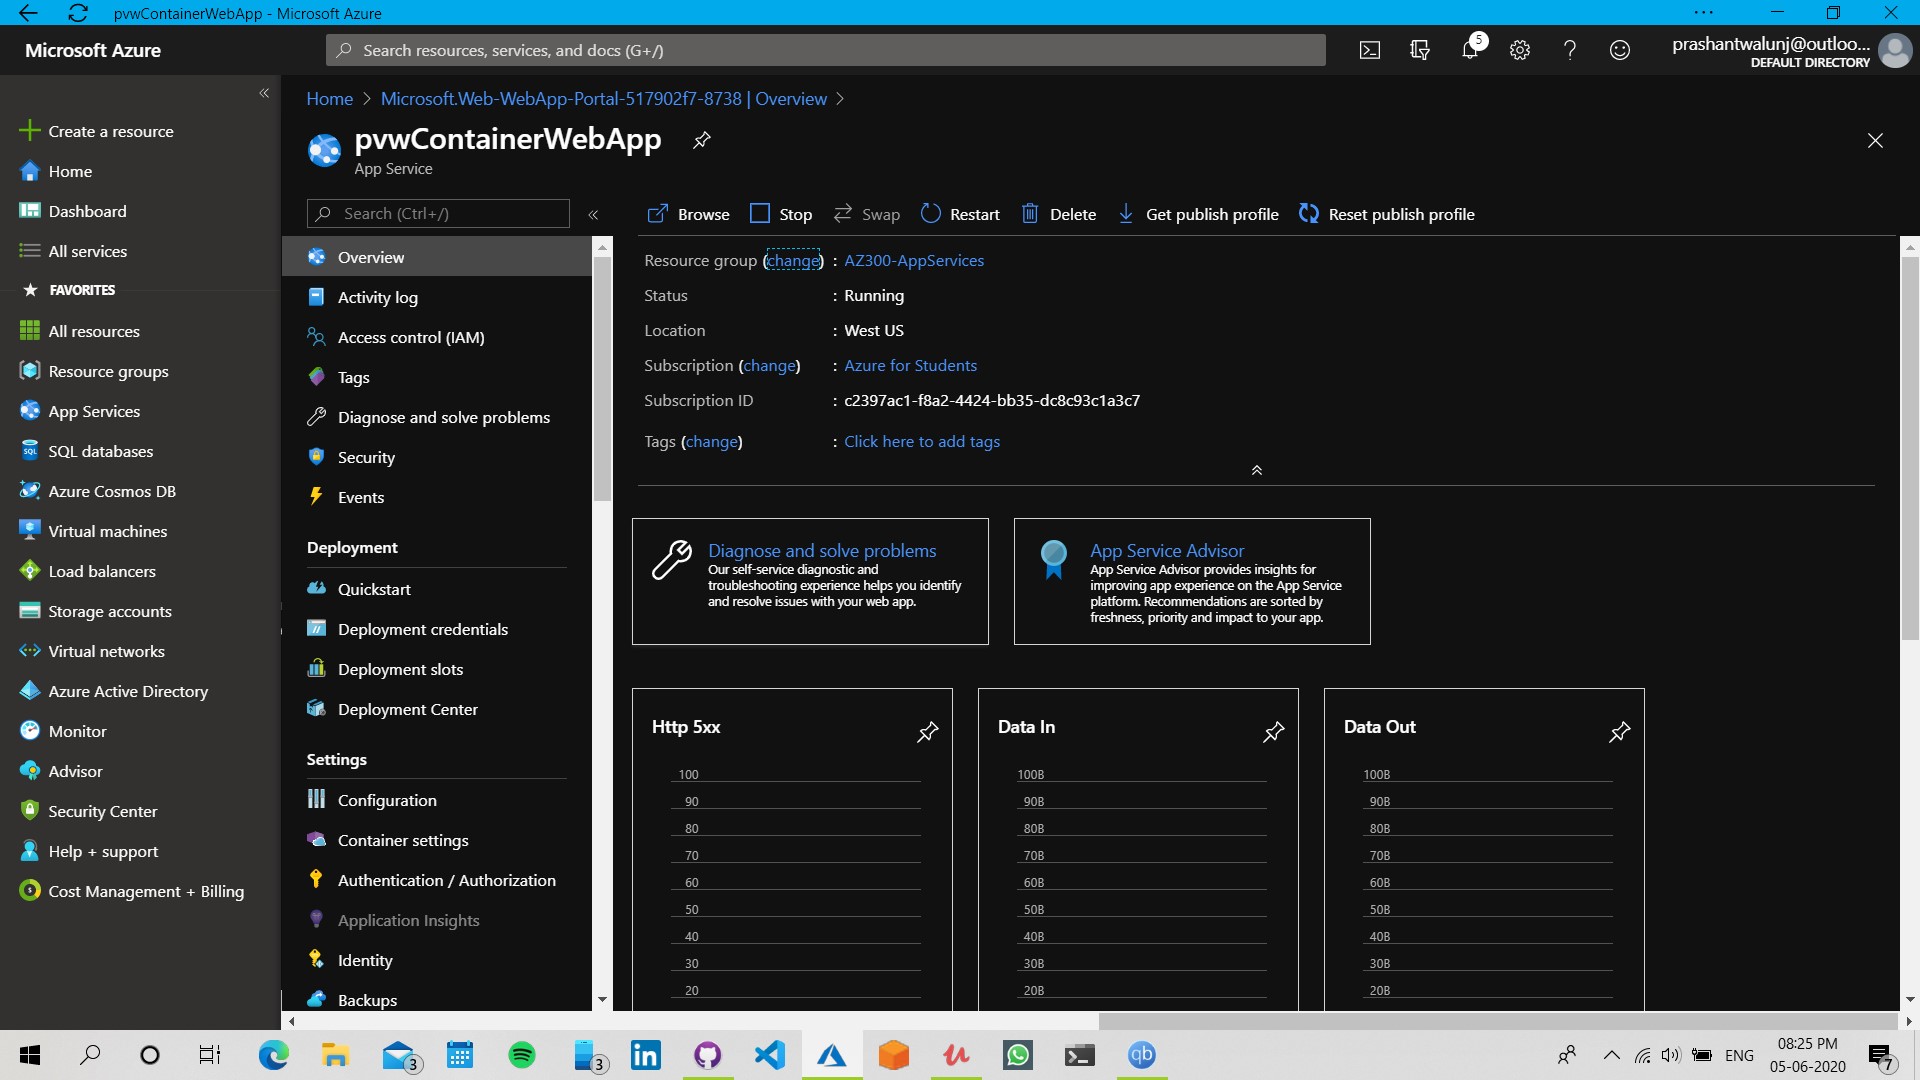 pvwContainerWebApp - Microsoft Azure
Microsoft Azure
Search resources, services, and docs (G+/)
5
prashantwalunj@outloo...
DEFAULT DIRECTORY
Create a resource
Home
Dashboard
All services
FAVORITES
All resources
Resource groups
App Services
SQL databases
Azure Cosmos DB
Virtual machines
Load balancers
Storage accounts
Virtual networks
Azure Active Directory
Monitor
Advisor
Security Center
Help + support
Cost Management + Billing
Home > Microsoft.Web-WebApp-Portal-517902f7-8738 | Overview >
pvwContainerWebApp
App Service
Search (Ctrl+/)
Overview
Activity log
Access control (IAM)
Tags
Diagnose and solve problems
Security
Events
Deployment
Quickstart
Deployment credentials
Deployment slots
Deployment Center
Settings
Configuration
Container settings
Authentication / Authorization
Application Insights
Identity
Backups
Browse Stop Swap Restart Delete Get publish profile Reset publish profile
Resource group (change) : AZ300-AppServices
Status : Running
Location : West US
Subscription (change) : Azure for Students
Subscription ID : c2397ac1-f8a2-4424-bb35-dc8c93c1a3c7
Tags (change) : Click here to add tags
Diagnose and solve problems
Our self-service diagnostic and
troubleshooting experience helps you identify
and resolve issues with your web app.
App Service Advisor
App Service Advisor provides insights for
improving app experience on the App Service
platform. Recommendations are sorted by
freshness, priority and impact to your app.
Http 5xx
100
90
80
70
60
50
40
30
20
Data In
100B
90B
80B
70B
60B
50B
40B
30B
20B
Data Out
100B
90B
80B
70B
60B
50B
40B
30B
20B
3
3
in
qb
ENG
08:25 PM
05-06-2020
7